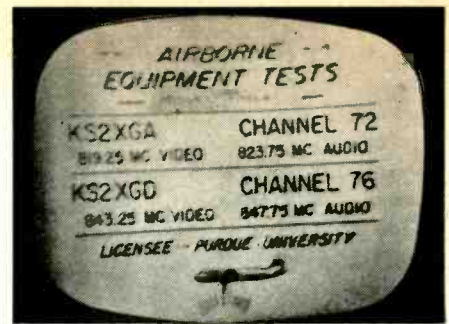 AIRBORNE
EQUIPMENT TESTS
KS2XGA CHANNEL 72
819.25 MC VIDEO 823.75 MC AUDIO
KS2XGD CHANNEL 76
843.25 MC VIDEO 847.75 MC AUDIO
LICENSEE - PURDUE UNIVERSITY